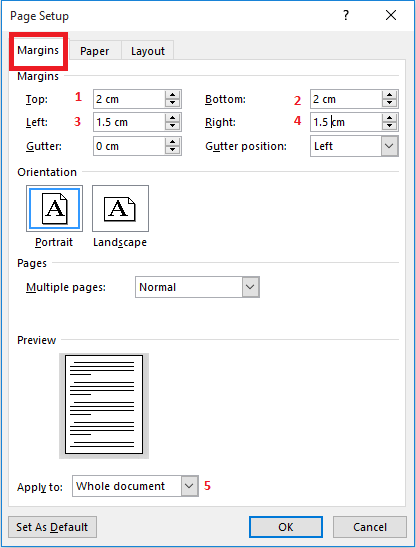 Page Setup ? ×
Margins Paper Layout
Margins
Top: 1 2 cm Bottom: 2 2 cm
Left: 3 1.5 cm Right: 4 1.5 cm
Gutter: 0 cm Gutter position: Left
Orientation
A A
Portrait Landscape
Pages
Multiple pages: Normal
Preview
Apply to: Whole document 5
Set As Default OK Cancel